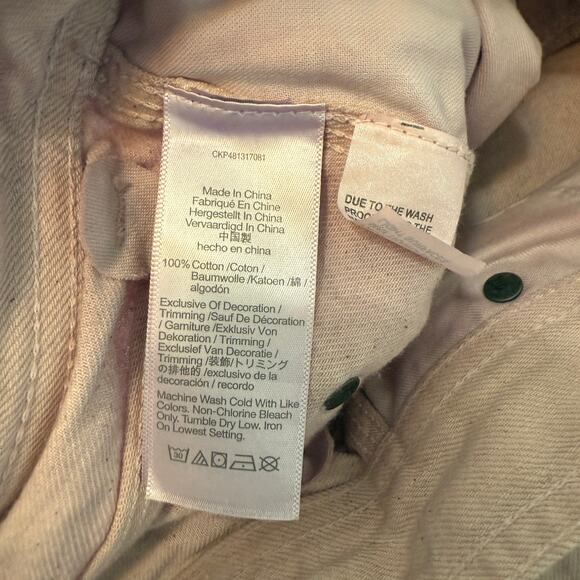 CKP481317081
Made In China
Fabriqué En Chine
Hergestellt In China
Vervaardigd In China
中国製
hecho en china
100% Cotton /Coton /
Baumwolle /Katoen /綿 /
algodón
Exclusive Of Decoration /
Trimming /Sauf De Décoration
/ Garniture /Exklusiv Von
Dekoration / Trimming /
Exclusief Van Decoratie /
Trimming /装飾/トリミング
の排他的 /exclusivo de la
decoración / recordo
Machine Wash Cold With Like
Colors. Non-Chlorine Bleach
Only. Tumble Dry Low. Iron
On Lowest Setting.
30
DUE TO THE WASH
THE